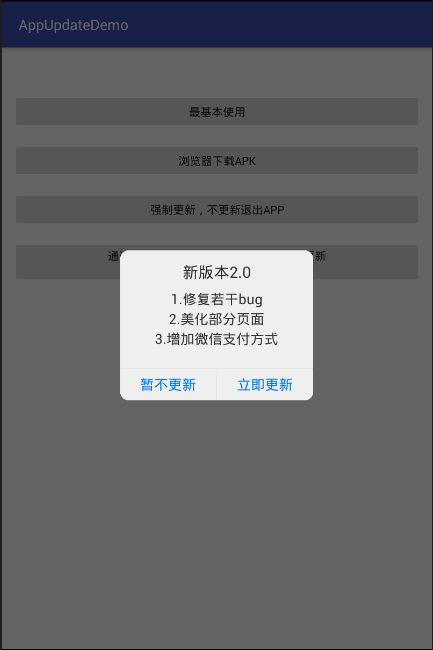 AppUpdateDemo
最基本使用
浏览器下载APK
强制更新，不更新退出APP
新版本2.0
1.修复若干bug
2.美化部分页面
3.增加微信支付方式
暂不更新
立即更新